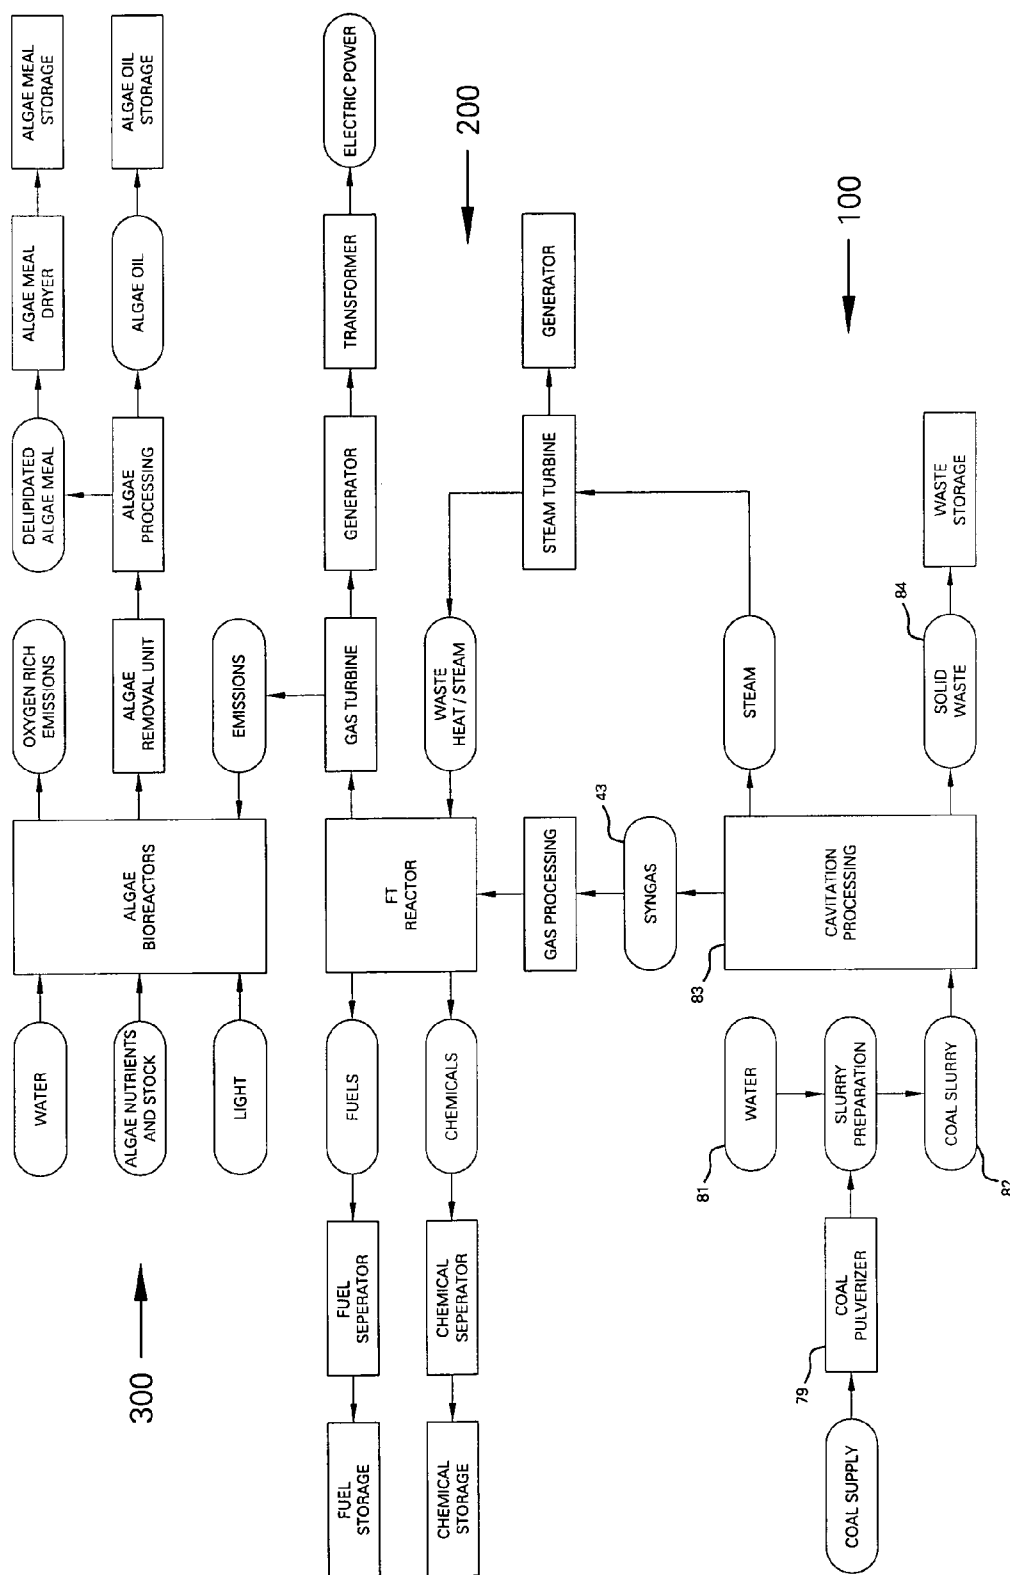 ALGAE MEAL
STORAGE
ALGAE MEAL
DRYER
DELIPIDATED
ALGAE MEAL
OXYGEN RICH
EMISSIONS
WATER
ALGAE OIL
STORAGE
ALGAE OIL
ALGAE
PROCESSING
ALGAE
REMOVAL UNIT
ALGAE
BIOREACTORS
ALGAE NUTRIENTS
AND STOCK
EMISSIONS
LIGHT
300
ELECTRIC POWER
TRANSFORMER
GENERATOR
GAS TURBINE
FT
REACTOR
FUELS
FUEL
SEPERATOR
FUEL
STORAGE
200
WASTE
HEAT / STEAM
CHEMICALS
CHEMICAL
SEPERATOR
CHEMICAL
STORAGE
GENERATOR
STEAM TURBINE
GAS PROCESSING
SYNGAS
43
STEAM
83
WATER
81
CAVITATION
PROCESSING
SLURRY
PREPARATION
COAL
PULVERIZER
79
COAL SUPPLY
100
WASTE
STORAGE
SOLID
WASTE
84
COAL SLURRY
82